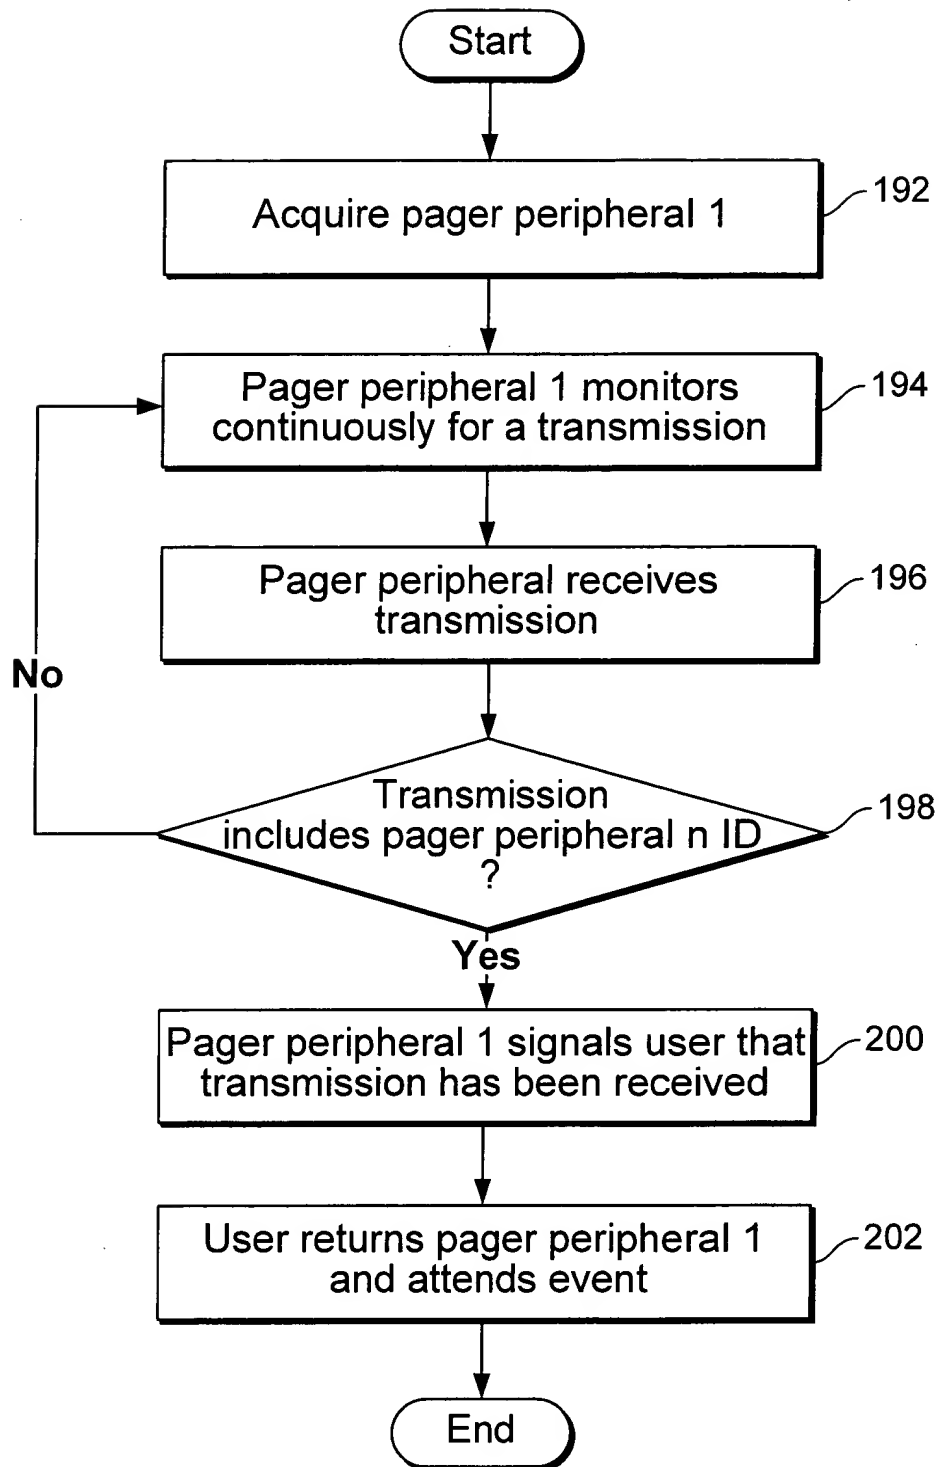 Start
Acquire pager peripheral 1
192
Pager peripheral 1 monitors
continuously for a transmission
194
Pager peripheral receives
transmission
196
No
Transmission
includes pager peripheral n ID
?
198
Yes
Pager peripheral 1 signals user that
transmission has been received
200
User returns pager peripheral 1
and attends event
202
End